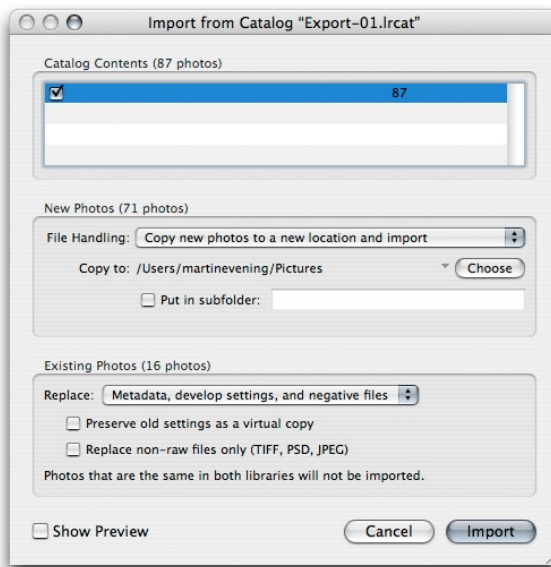 Import from Catalog “Export-01.lrcat”
Catalog Contents (87 photos)
87
New Photos (71 photos)
File Handling: Copy new photos to a new location and import
Copy to: /Users/martinevening/Pictures Choose
Put in subfolder:
Existing Photos (16 photos)
Replace: Metadata, develop settings, and negative files
Preserve old settings as a virtual copy
Replace non-raw files only (TIFF, PSD, JPEG)
Photos that are the same in both libraries will not be imported.
Show Preview Cancel Import